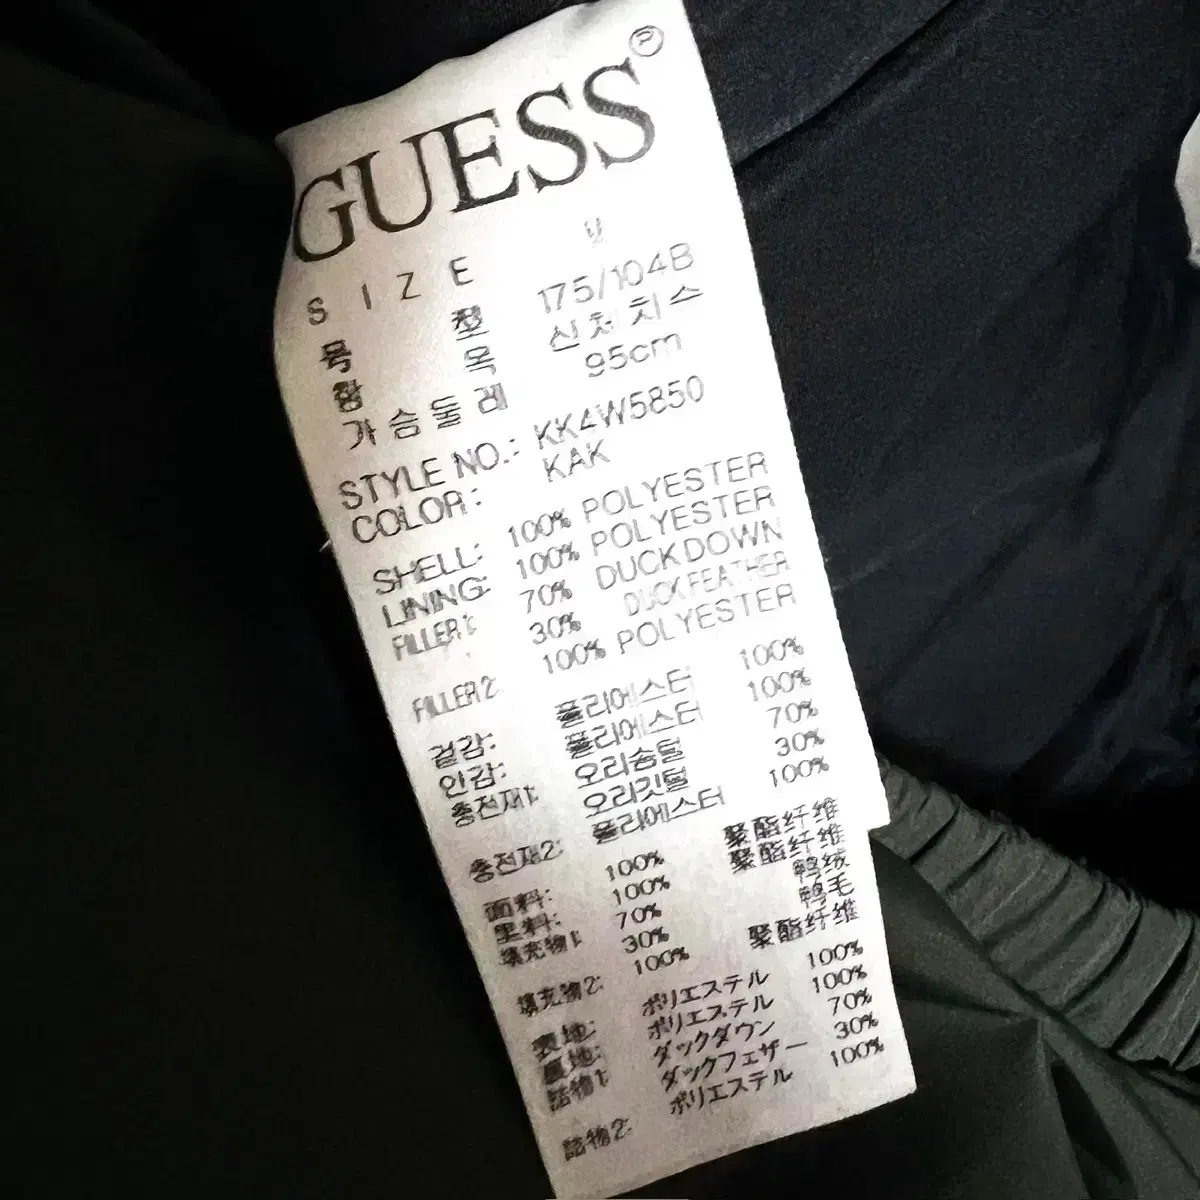 GUESS®
SIZE M
号 型 175/104B
항 목 신체치수
가슴둘레 95cm
STYLE NO.: KK4W5850
COLOR: KAK
SHELL: 100% POLYESTER
LINING: 100% POLYESTER
FILLER1: 70% DUCK DOWN
30% DUCK FEATHER
FILLER2: 100% POLYESTER
겉감: 폴리에스터 100%
안감: 폴리에스터 100%
충전재1: 오리솜털 70%
오리깃털 30%
충전재2: 폴리에스터 100%
面料: 100% 聚酯纤维
里料: 100% 聚酯纤维
填充物1: 70% 鸭绒
30% 鸭毛
填充物2: 100% 聚酯纤维
表地: ポリエステル 100%
裏地: ポリエステル 100%
詰物1: ダックダウン 70%
ダックフェザー 30%
詰物2: ポリエステル 100%